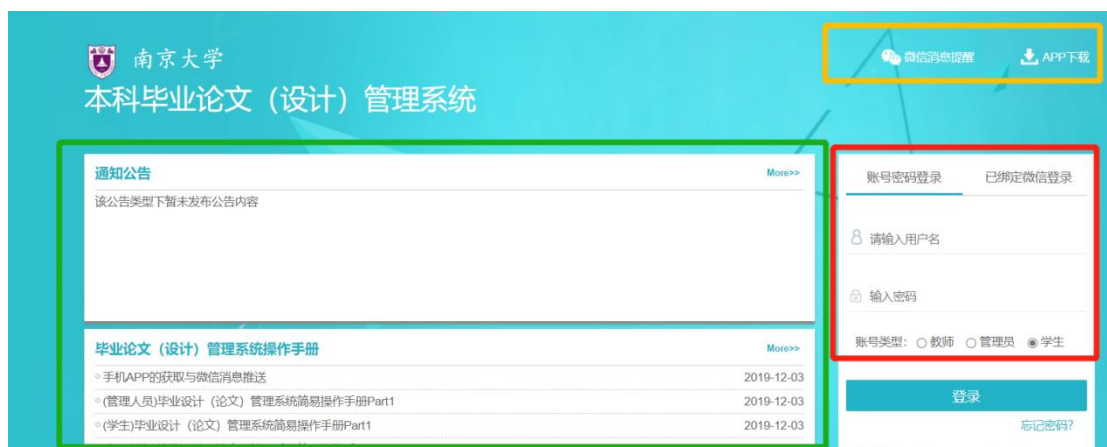 南京大学
微信消息提醒
APP下载
本科毕业论文（设计）管理系统
通知公告
More>>
该公告类型下暂未发布公告内容
毕业论文（设计）管理系统操作手册
More>>
◦手机APP的获取与微信消息推送 2019-12-03
◦(管理人员)毕业设计（论文）管理系统简易操作手册Part1 2019-12-03
◦(学生)毕业设计（论文）管理系统简易操作手册Part1 2019-12-03
账号密码登录 已绑定微信登录
请输入用户名
输入密码
账号类型：教师 管理员 学生
登录
忘记密码?